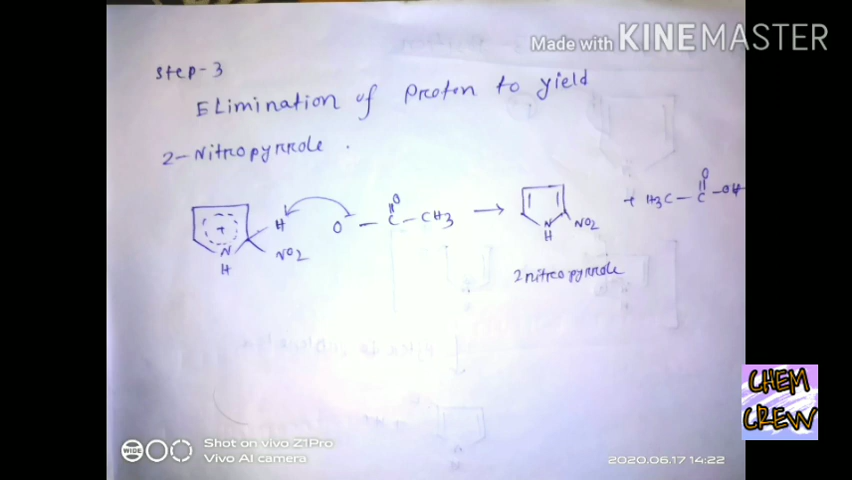 Made with KINEMASTER
Step-3
Elimination of proton to yield
2-Nitropyrrole.
H O - C - CH3 → + H3C - C - OH
O O
N NO2 N NO2
H H
2 nitropyrrole
CHEM
CREW
WIDE
Shot on vivo Z1Pro
Vivo AI camera
2020.06.17 14:22